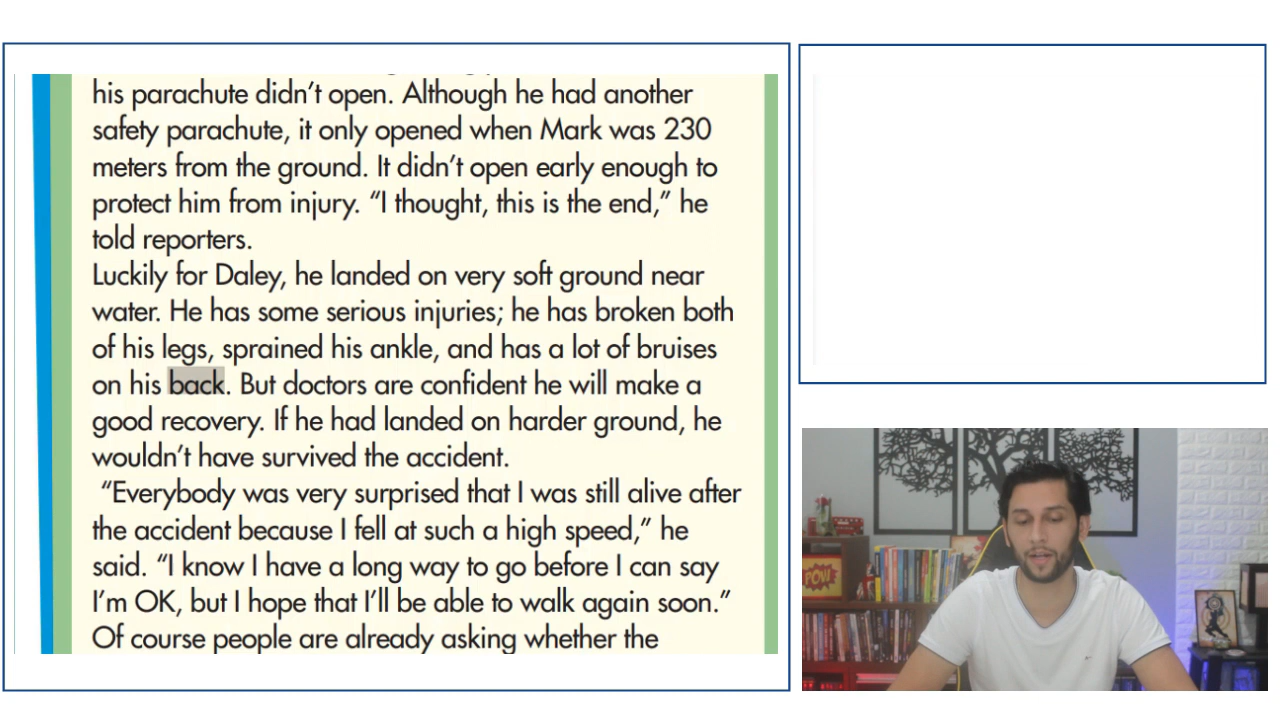 his parachute didn’t open. Although he had another
safety parachute, it only opened when Mark was 230
meters from the ground. It didn’t open early enough to
protect him from injury. “I thought, this is the end,” he
told reporters.
Luckily for Daley, he landed on very soft ground near
water. He has some serious injuries; he has broken both
of his legs, sprained his ankle, and has a lot of bruises
on his back. But doctors are confident he will make a
good recovery. If he had landed on harder ground, he
wouldn’t have survived the accident.
“Everybody was very surprised that I was still alive after
the accident because I fell at such a high speed,” he
said. “I know I have a long way to go before I can say
I’m OK, but I hope that I’ll be able to walk again soon.”
Of course people are already asking whether the
POW!